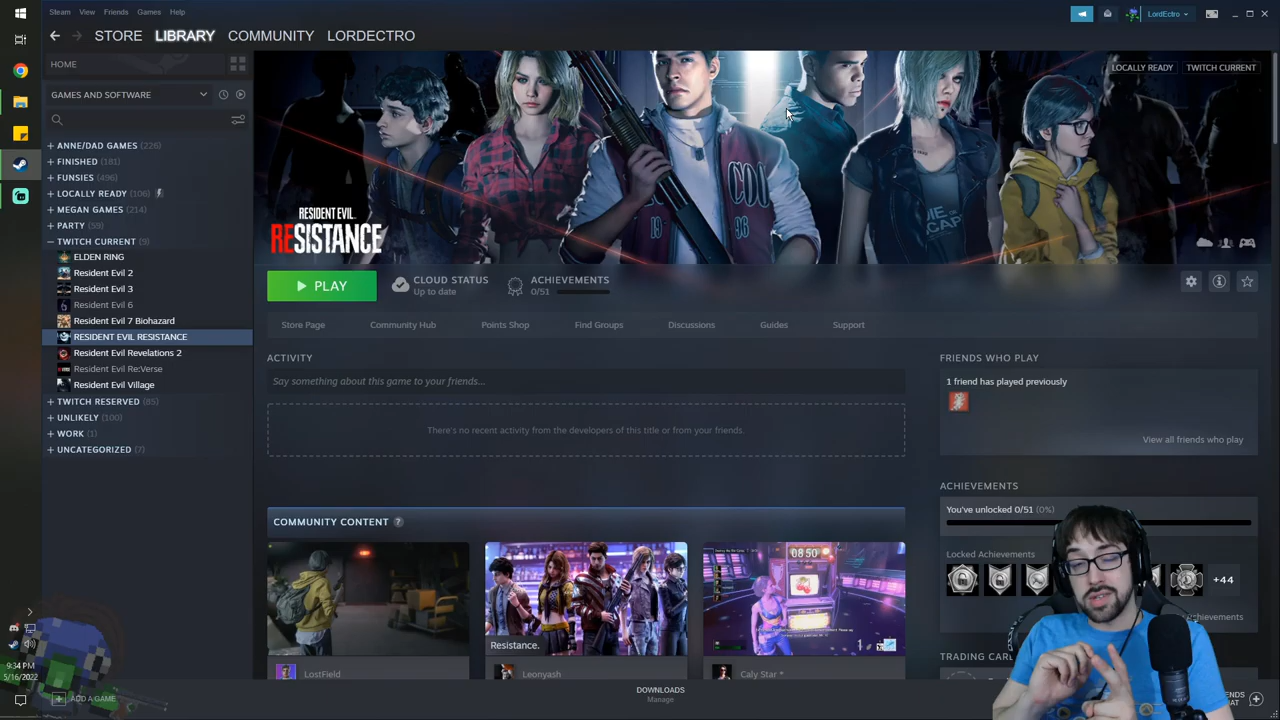 Steam View Friends Games Help
LordEctro
STORE LIBRARY COMMUNITY LORDECTRO
HOME
GAMES AND SOFTWARE
ANNE/DAD GAMES (226)
FINISHED (181)
FUNSIES (496)
LOCALLY READY (106)
MEGAN GAMES (214)
PARTY (59)
TWITCH CURRENT (9)
ELDEN RING
Resident Evil 2
Resident Evil 3
Resident Evil 6
Resident Evil 7 Biohazard
RESIDENT EVIL RESISTANCE
Resident Evil Revelations 2
Resident Evil Re:Verse
Resident Evil Village
TWITCH RESERVED (85)
UNLIKELY (100)
WORK (1)
UNCATEGORIZED (7)
9:34 PM
5/16/2022
ADD A GAME
LOCALLY READY TWITCH CURRENT
RESIDENT EVIL
RESISTANCE
PLAY
CLOUD STATUS
Up to date
ACHIEVEMENTS
0/51
Store Page Community Hub Points Shop Find Groups Discussions Guides Support
ACTIVITY
Say something about this game to your friends...
There's no recent activity from the developers of this title or from your friends.
COMMUNITY CONTENT ?
Resistance.
08:50
LostField Leonyash Caly Star *
FRIENDS WHO PLAY
1 friend has played previously
View all friends who play
ACHIEVEMENTS
You've unlocked 0/51 (0%)
Locked Achievements
+44
TRADING
DOWNLOADS
Manage